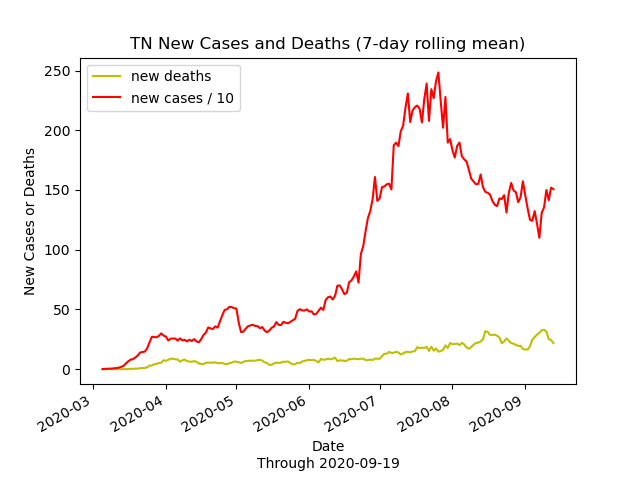 TN New Cases and Deaths (7-day rolling mean)
new deaths
new cases / 10
250
200
150
100
50
0
New Cases or Deaths
2020-03
2020-04
2020-05
2020-06
2020-07
2020-08
2020-09
Date
Through 2020-09-19